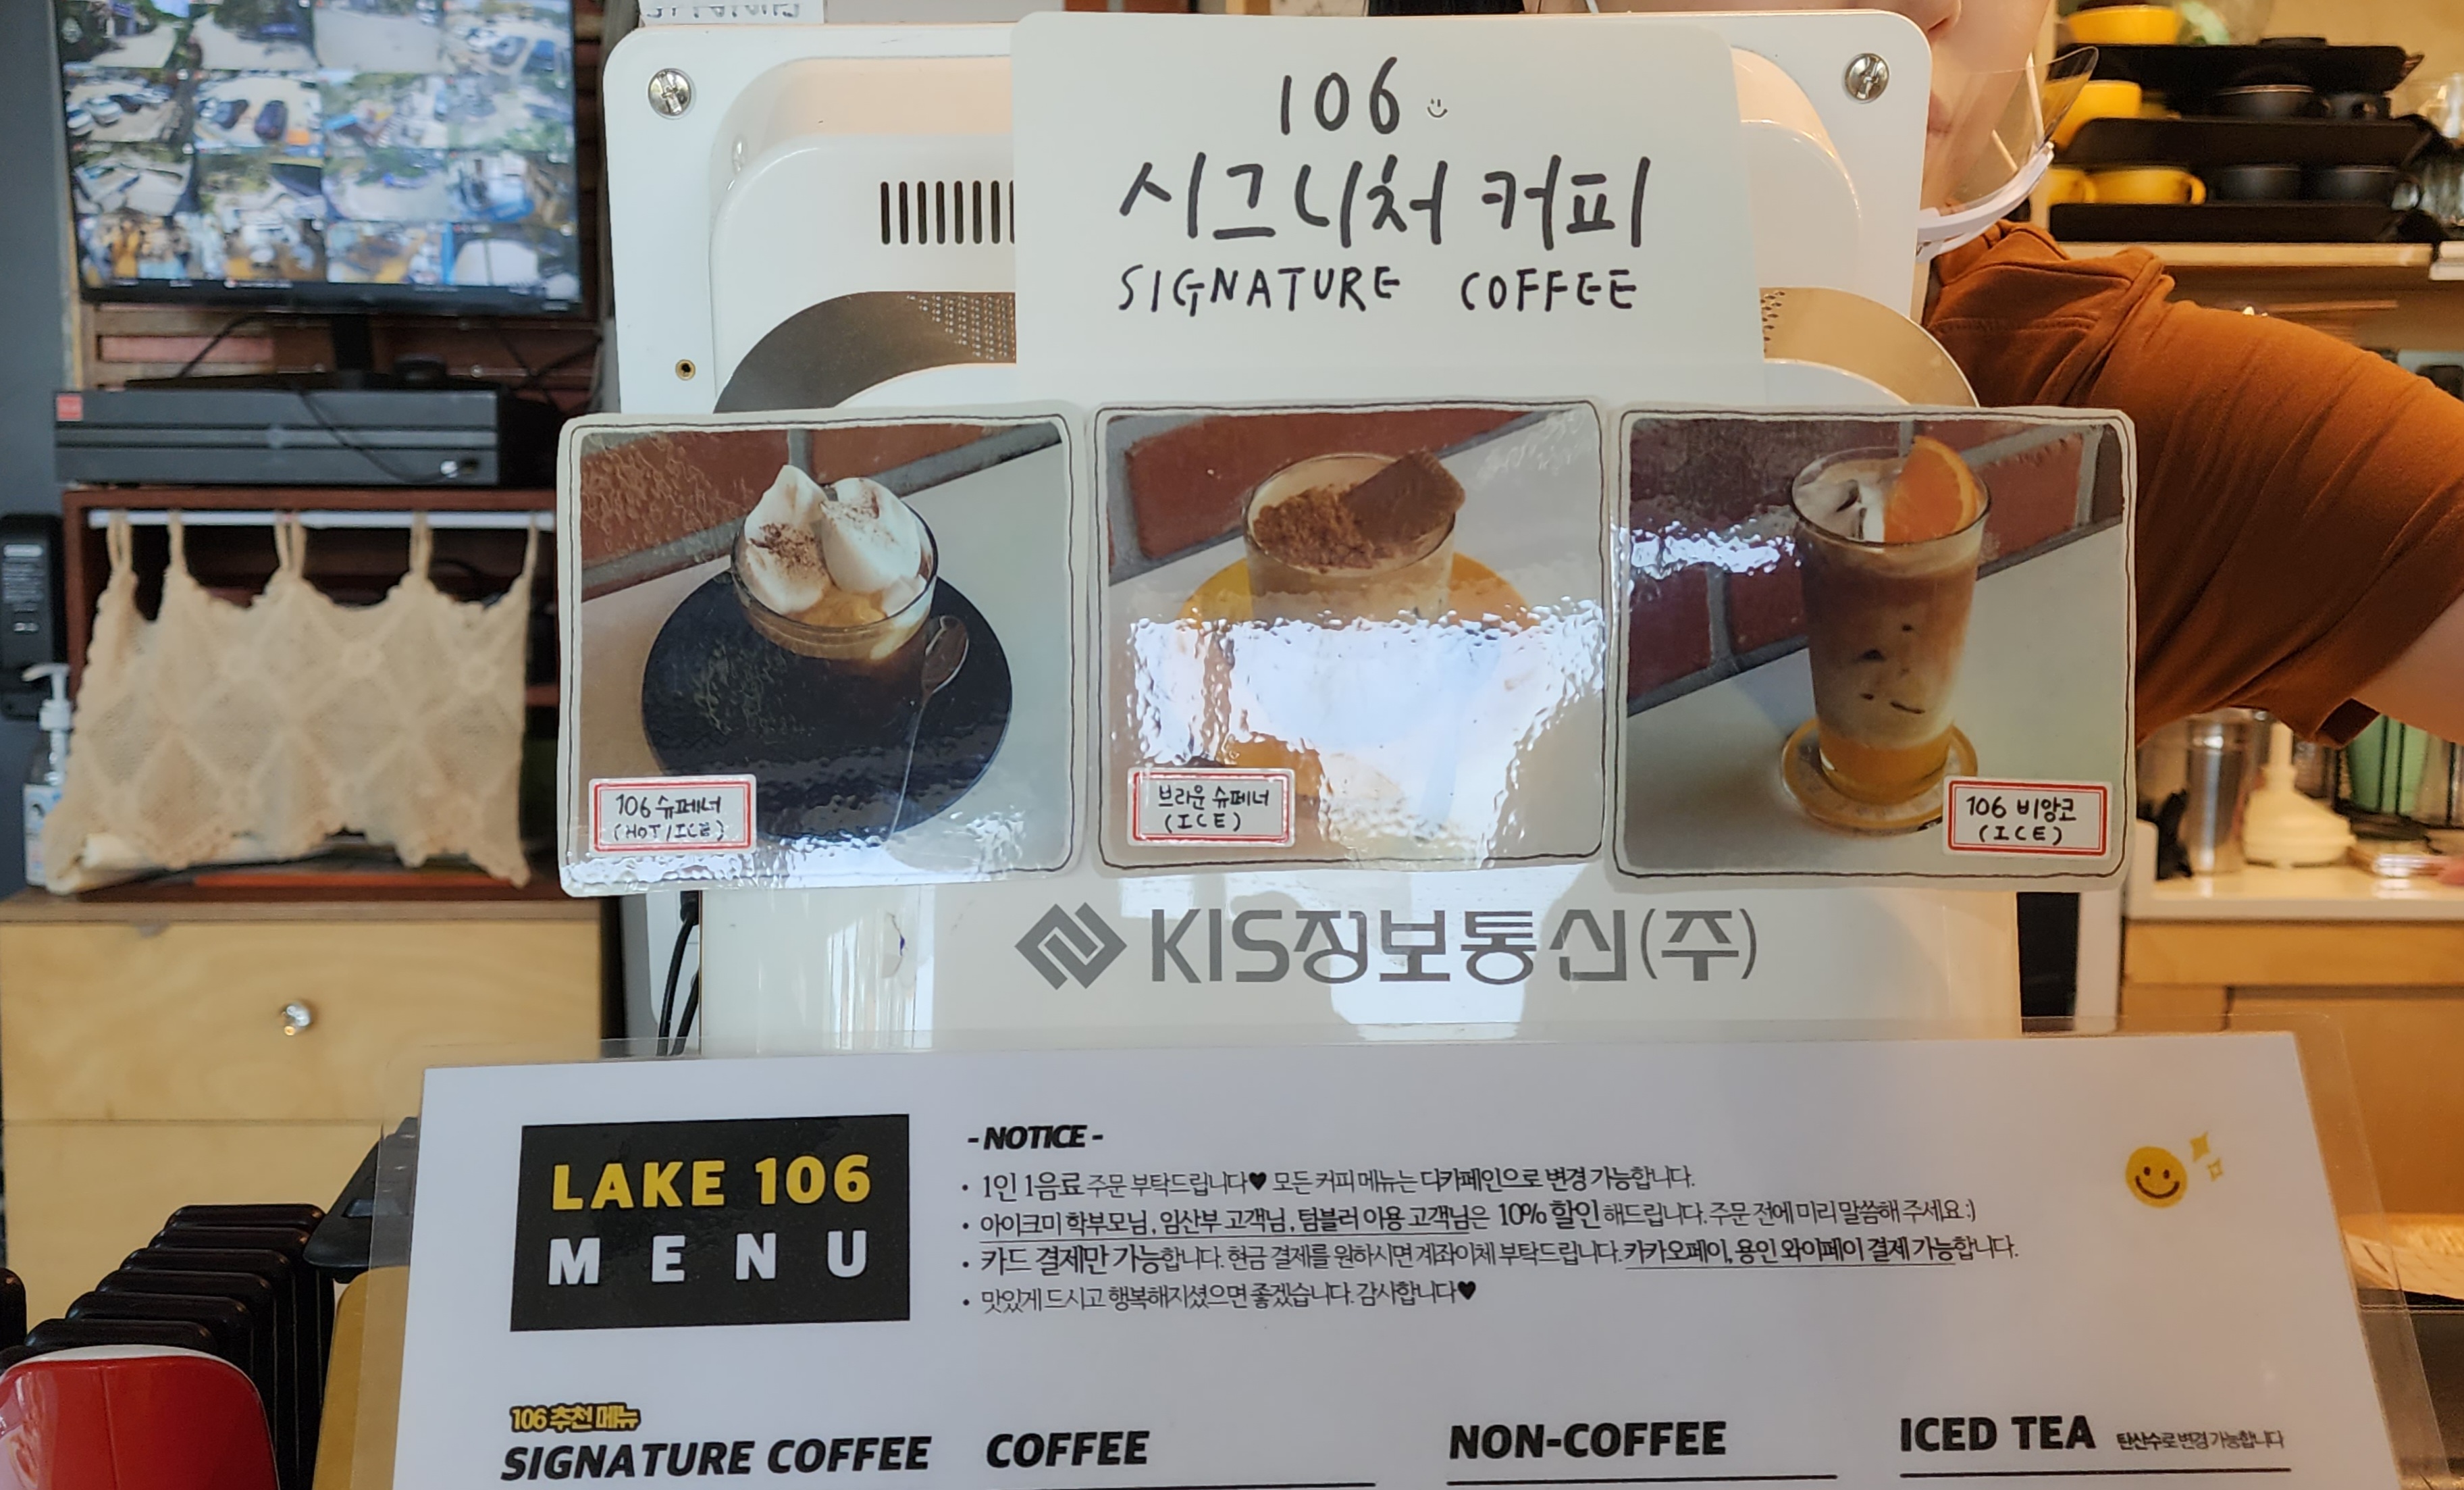 106
시그니처 커피
SIGNATURE COFFEE
106 슈페너
(HOT/ICE)
브라운 슈페너
(ICE)
106 비앙코
(ICE)
KIS정보통신(주)
LAKE 106
MENU
- NOTICE -
• 1인 1음료 주문 부탁드립니다♥ 모든 커피 메뉴는 디카페인으로 변경 가능합니다.
• 아이크미 학부모님, 임산부 고객님, 텀블러 이용 고객님은 10% 할인 해드립니다. 주문 전에 미리 말씀해 주세요 :)
• 카드 결제만 가능합니다. 현금 결제를 원하시면 계좌이체 부탁드립니다. 카카오페이, 용인 와이페이 결제 가능합니다.
• 맛있게 드시고 행복해지셨으면 좋겠습니다. 감사합니다♥
106 추천 메뉴
SIGNATURE COFFEE
COFFEE
NON-COFFEE
ICED TEA 탄산수로 변경 가능합니다